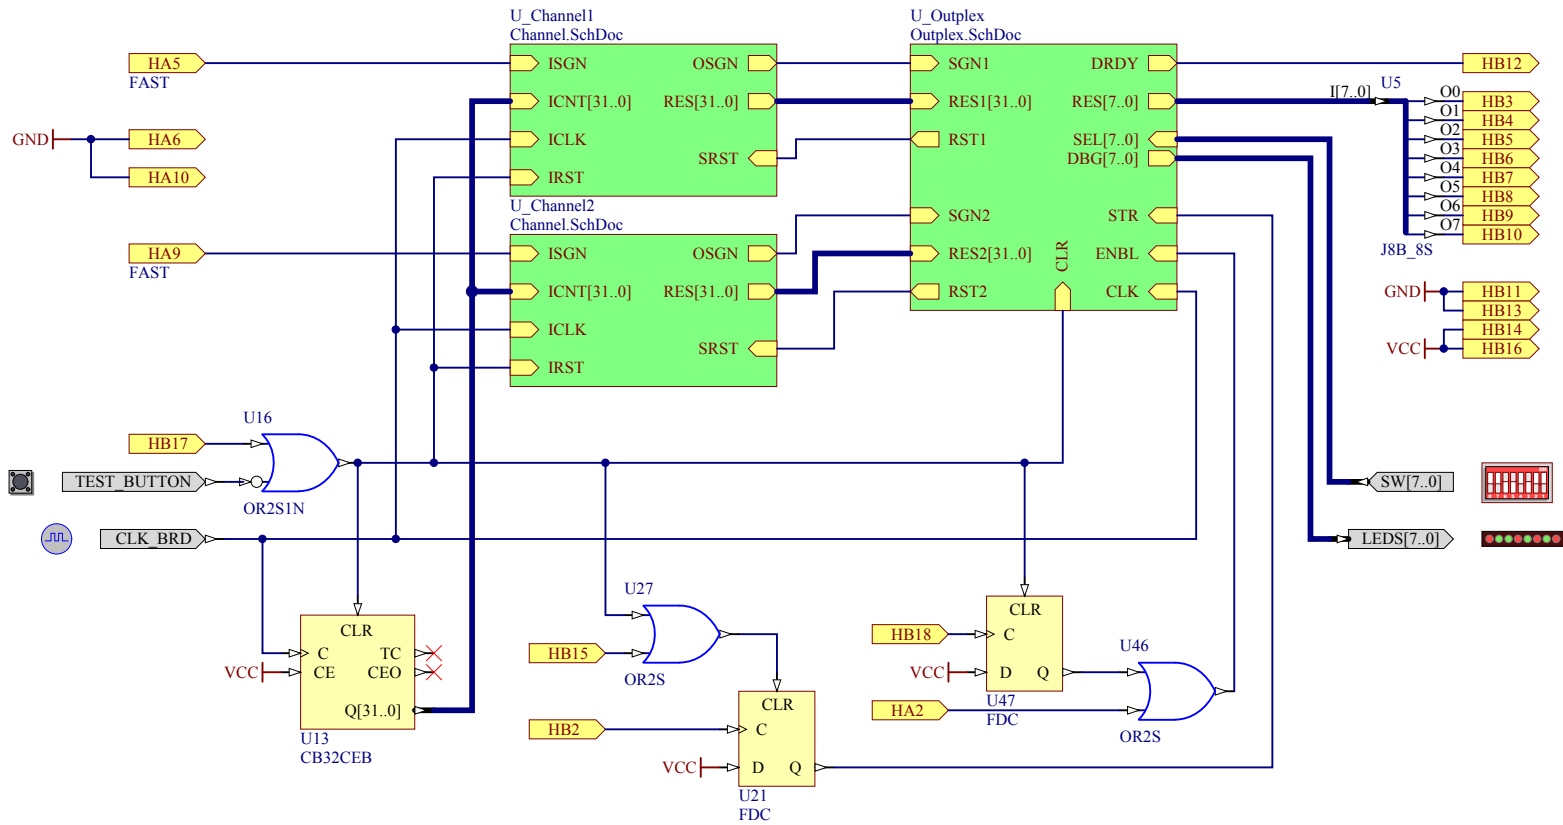 U_Channel1
Channel.SchDoc
U_Outplex
Outplex.SchDoc
HA5
FAST
ISGN
OSGN
SGN1
DRDY
HB12
ICNT[31..0]
RES[31..0]
RES1[31..0]
RES[7..0]
I[7..0]
U5
O0
HB3
O1
HB4
GND
HA6
ICLK
RST1
SEL[7..0]
O2
HB5
SRST
DBG[7..0]
O3
HB6
HA10
IRST
O4
HB7
O5
HB8
U_Channel2
Channel.SchDoc
SGN2
STR
O6
HB9
O7
HB10
J8B_8S
HA9
FAST
ISGN
OSGN
RES2[31..0]
CLR
ENBL
ICNT[31..0]
RES[31..0]
RST2
CLK
GND
HB11
HB13
ICLK
HB14
SRST
VCC
HB16
IRST
U16
HB17
TEST_BUTTON
OR2S1N
SW[7..0]
CLK_BRD
LEDS[7..0]
U27
HB15
OR2S
CLR
C
TC
VCC
CE
CEO
Q[31..0]
U13
CB32CEB
CLR
HB18
C
VCC
D
Q
U47
FDC
U46
HA2
OR2S
CLR
HB2
C
VCC
D
Q
U21
FDC